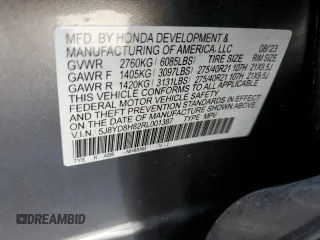 MFD. BY HONDA DEVELOPMENT &
MANUFACTURING OF AMERICA, LLC 08/23
GVWR 2760KG (6085LBS) TIRE SIZE RIM SIZE
GAWR F 1405KG (3097LBS) 275/40R21 107H 21X9.5J
GAWR R 1420KG (3131LBS) 275/40R21 107H 21X9.5J
THIS VEHICLE CONFORMS TO ALL APPLICABLE
FEDERAL MOTOR VEHICLE SAFETY, BUMPER,
AND THEFT PREVENTION STANDARDS IN EFFECT ON
THE DATE OF MANUFACTURE SHOWN ABOVE.
V.I.N.: 5J8YD8H82RL001387 TYPE: MPV
DREAMBID